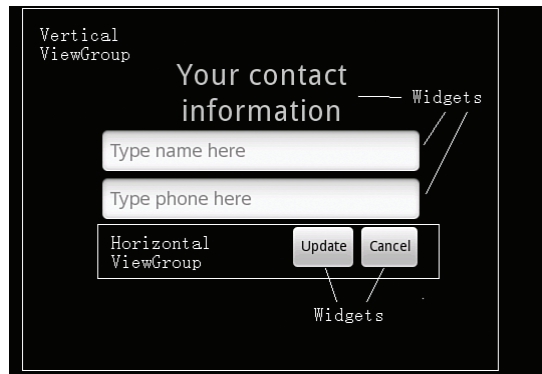 Vertical
ViewGroup
Your contact
information
Widgets
Type name here
Type phone here
Horizontal
ViewGroup
Update
Cancel
Widgets